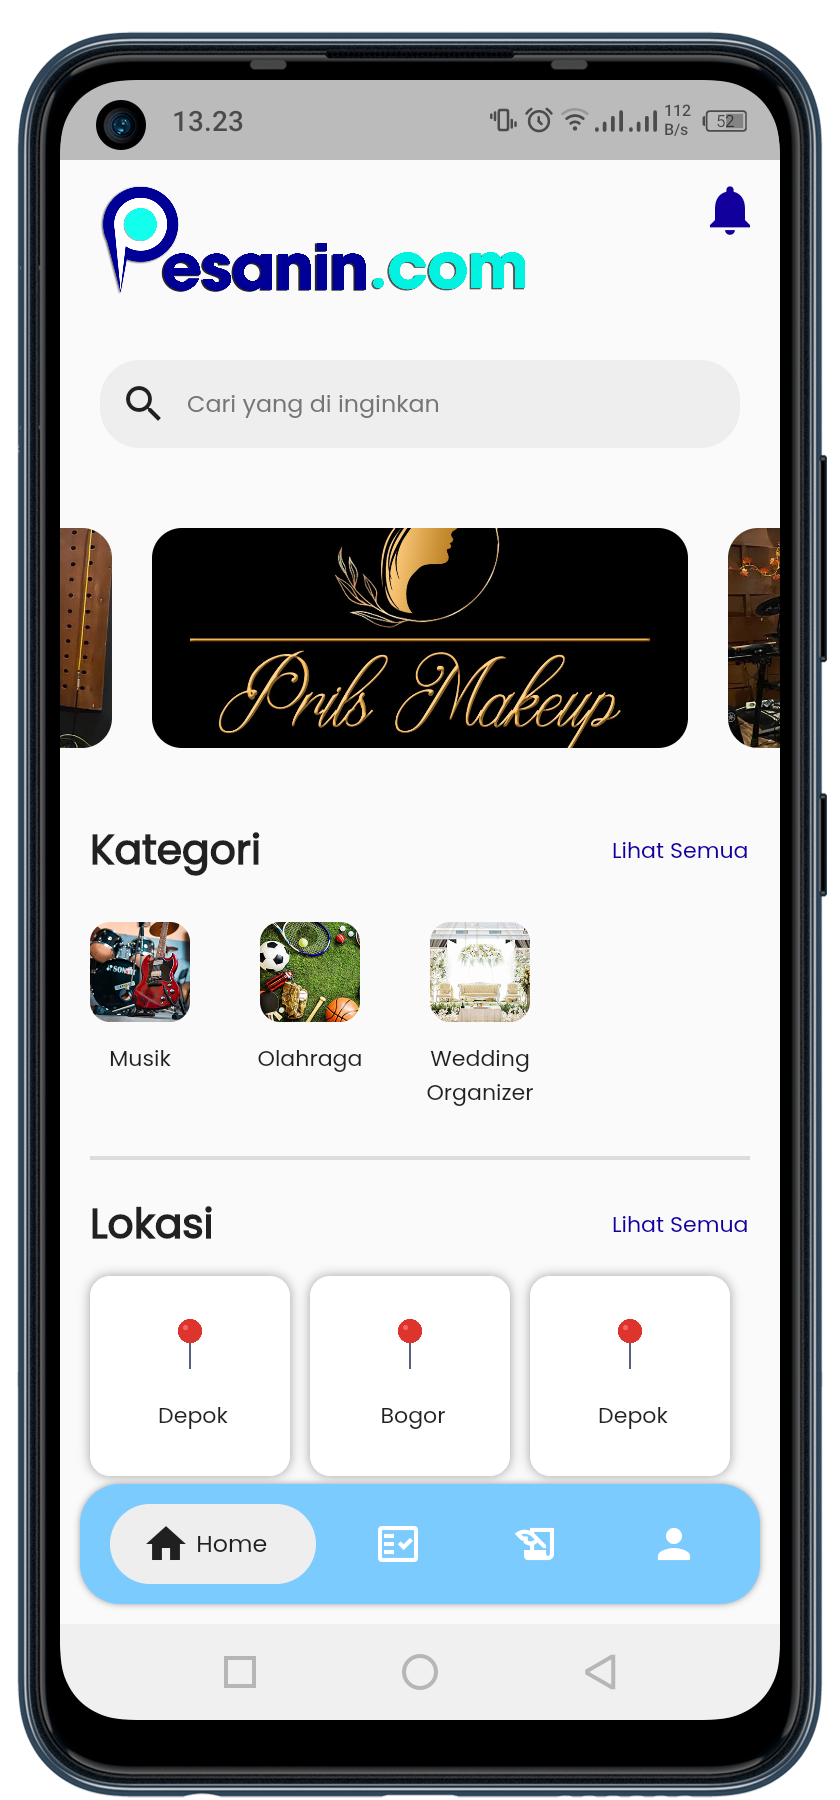 13.23
112
B/s
52
Pesanin.com
Cari yang di inginkan
Prils Makeup
Kategori
Lihat Semua
Musik
Olahraga
Wedding
Organizer
Lokasi
Lihat Semua
Depok
Bogor
Depok
Home